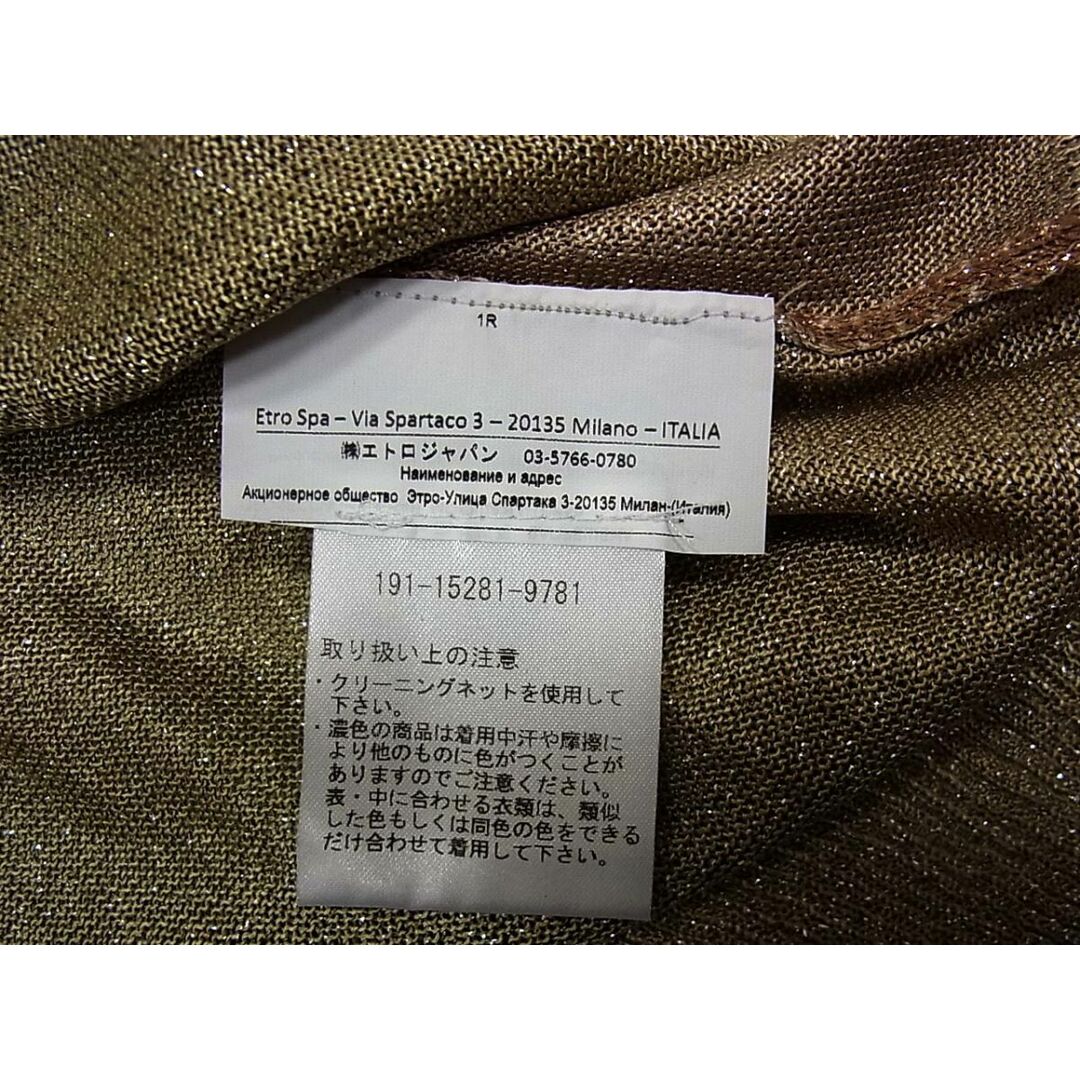 1R
Etro Spa – Via Spartaco 3 – 20135 Milano – ITALIA
㈱エトロジャパン 03-5766-0780
Наименование и адрес
Акционерное общество Этро-Улица Спартака 3-20135 Милан-(Италия)
191-15281-9781
取り扱い上の注意
・クリーニングネットを使用して
下さい。
・濃色の商品は着用中汗や摩擦に
より他のものに色がつくことが
ありますのでご注意ください。
表・中に合わせる衣類は、類似
した色もしくは同色の色をできる
だけ合わせて着用して下さい。